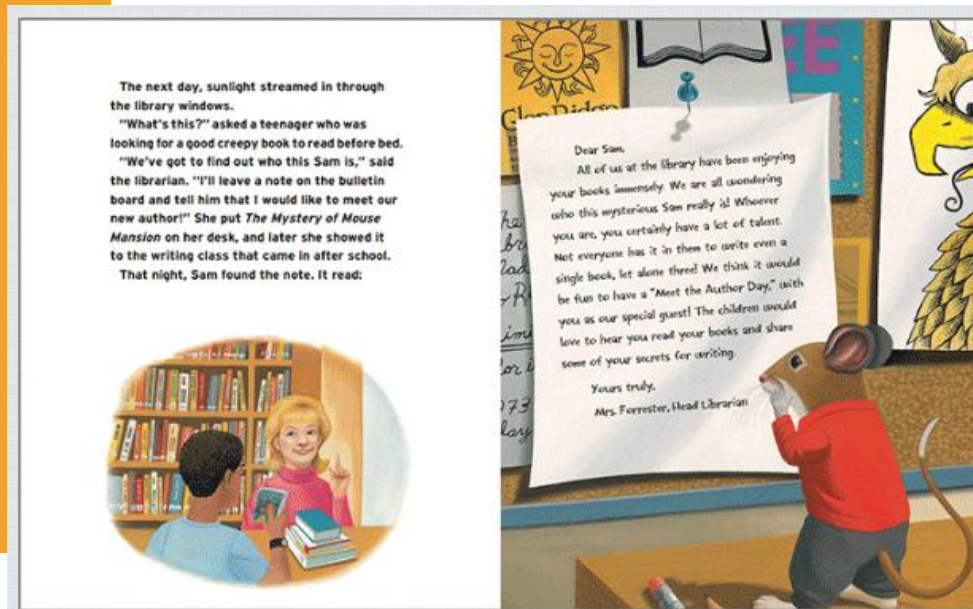 The next day, sunlight streamed in through
the library windows.
"What's this?" asked a teenager who was
looking for a good creepy book to read before bed.
"We've got to find out who this Sam is," said
the librarian. "I'll leave a note on the bulletin
board and tell him that I would like to meet our
new author!" She put The Mystery of Mouse
Mansion on her desk, and later she showed it
to the writing class that came in after school.
That night, Sam found the note. It read:
Glen Ridge
Dear Sam,
All of us at the library have been enjoying
your books immensely. We are all wondering
who this mysterious Sam really is! Whoever
you are, you certainly have a lot of talent.
Not everyone has it in them to write even a
single book, let alone three! We think it would
be fun to have a "Meet the Author Day," with
you as our special guest! The children would
love to hear you read your books and share
some of your secrets for writing.
Yours truly,
Mrs. Forrester, Head Librarian